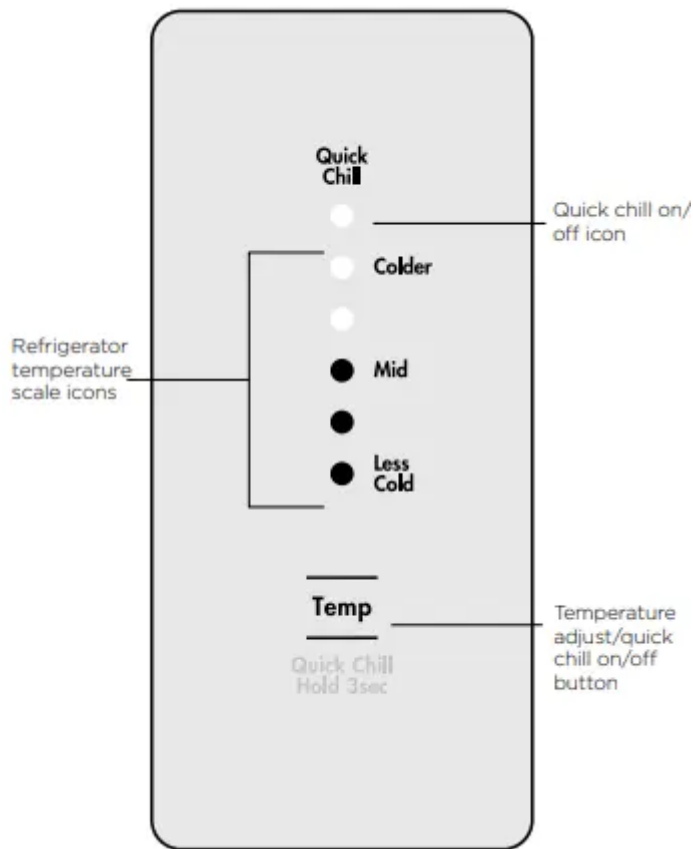 Quick
Chill
Quick chill on/
off icon
Colder
Refrigerator
temperature
scale icons
Mid
Less
Cold
Temp
Temperature
adjust/quick
chill on/off
button
Quick Chill
Hold 3sec